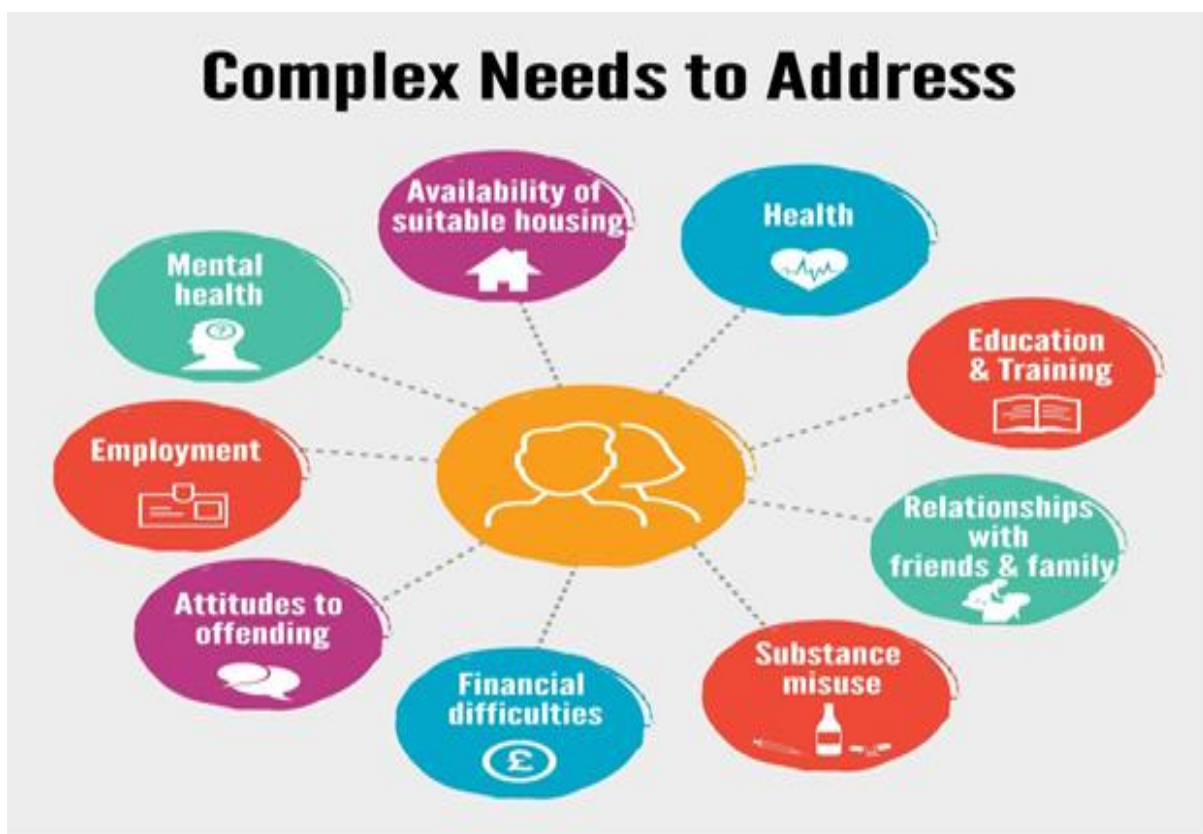 Complex Needs to Address
Availability of
suitable housing
Health
Mental
health
Education
& Training
Employment
Relationships
with
friends & family
Attitudes to
offending
Substance
misuse
Financial
difficulties
£